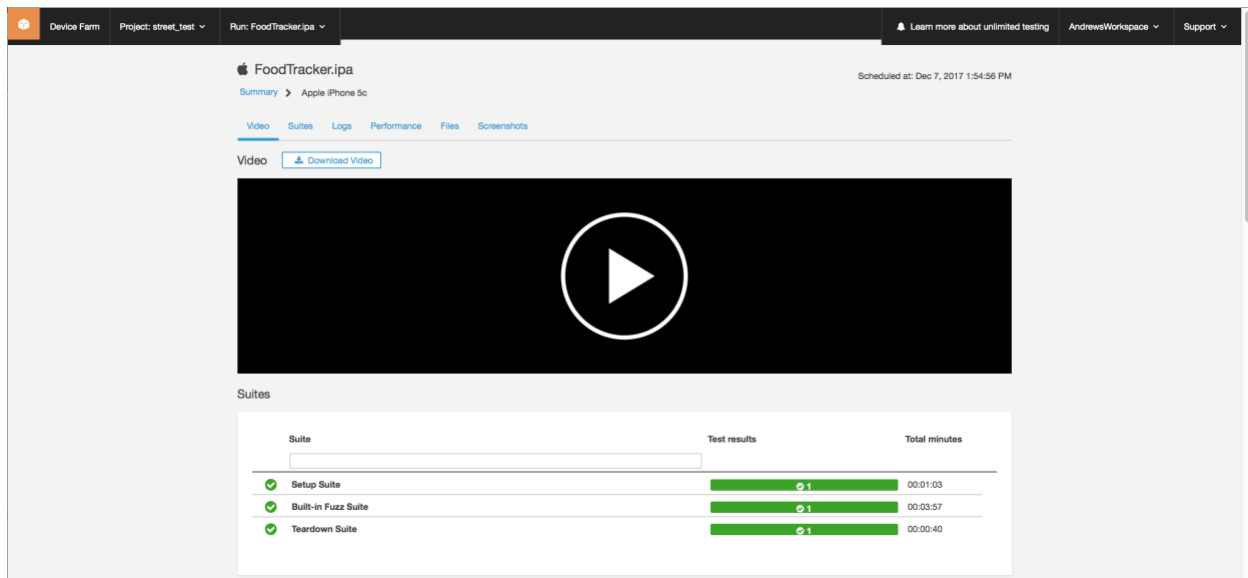 Device Farm Project: street_test Run: FoodTracker.ipa Learn more about unlimited testing AndrewsWorkspace Support
FoodTracker.ipa
Scheduled at: Dec 7, 2017 1:54:56 PM
Summary Apple iPhone 5c
Video Suites Logs Performance Files Screenshots
Video Download Video
Suites
Suite Test results Total minutes
Setup Suite 1 00:01:03
Built-in Fuzz Suite 1 00:03:57
Teardown Suite 1 00:00:40